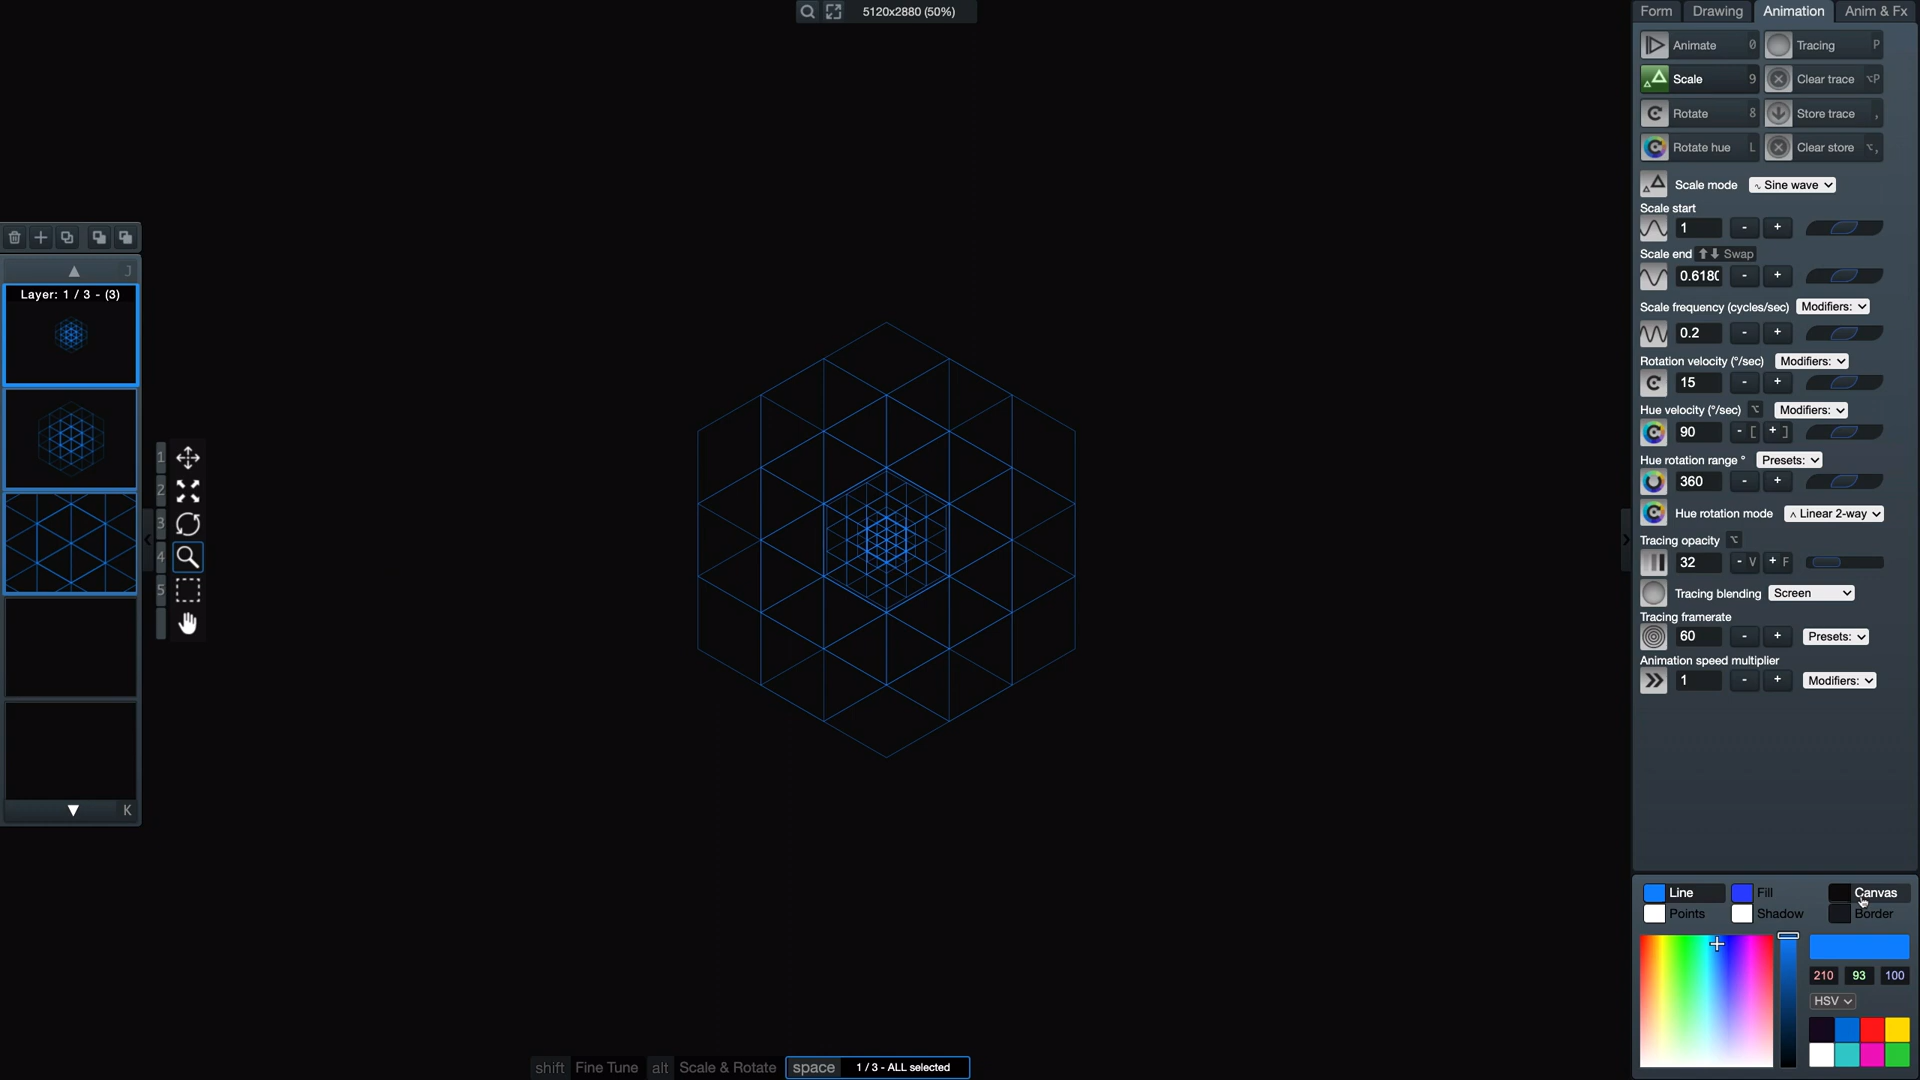 5120x2880 (50%)
Form Drawing Animation Anim & Fx
Animate 0 Tracing P
Scale 9 Clear trace ⌥P
Rotate 8 Store trace ,
Rotate hue L Clear store ⌥,
Scale mode ∿ Sine wave
Scale start
1 - +
Scale end Swap
0.618 - +
Scale frequency (cycles/sec) Modifiers:
0.2 - +
Rotation velocity (°/sec) Modifiers:
15 - +
Hue velocity (°/sec) ⌥ Modifiers:
90 - [ + ]
Hue rotation range ° Presets:
360 - +
Hue rotation mode ^ Linear 2-way
Tracing opacity ⌥
32 - V + F
Tracing blending Screen
Tracing framerate
60 - + Presets:
Animation speed multiplier
1 - + Modifiers:
J
Layer: 1 / 3 - (3)
K
1
2
3
4
5
Line Fill Canvas
Points Shadow Border
210 93 100
HSV
shift Fine Tune alt Scale & Rotate space 1 / 3 - ALL selected